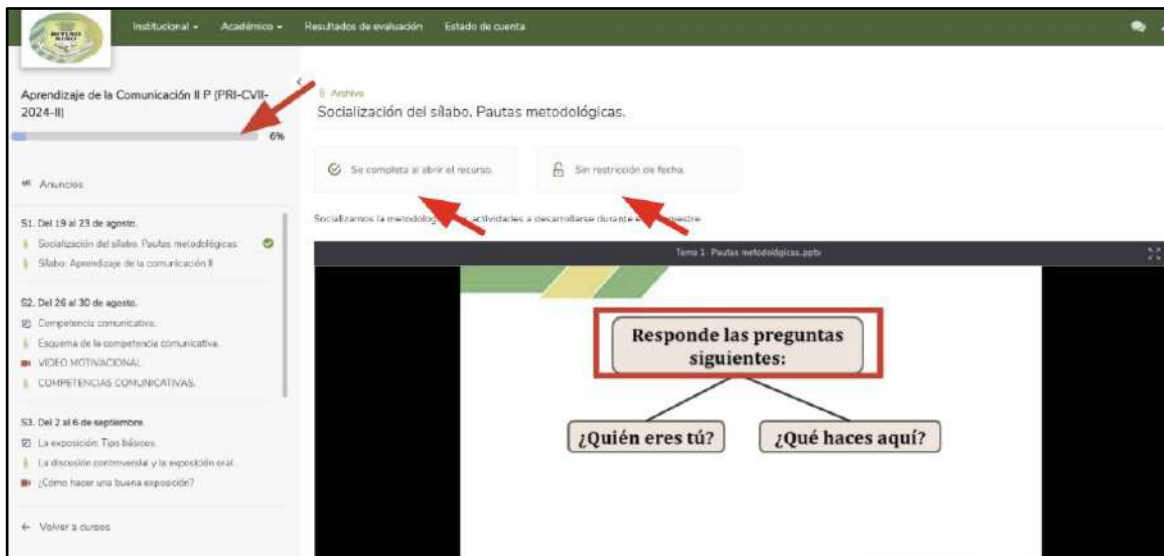 Institucional
Académico
Resultados de evaluación
Estado de cuenta
Aprendizaje de la Comunicación II P (PRI-CVII-
2024-II)
6%
Anuncios
S1. Del 19 al 23 de agosto.
Socialización del sílabo. Pautas metodológicas.
Sílabo: Aprendizaje de la comunicación II
S2. Del 26 al 30 de agosto.
Competencia comunicativa.
Esquema de la competencia comunicativa.
VIDEO MOTIVACIONAL
COMPETENCIAS COMUNICATIVAS.
S3. Del 2 al 6 de septiembre.
La exposición: Tips básicos.
La discusión controversial y la exposición oral.
¿Cómo hacer una buena exposición?
Volver a cursos
Archivo
Socialización del sílabo. Pautas metodológicas.
Se completa al abrir el recurso.
Sin restricción de fecha.
Socializamos la actividades a desarrollarse durante
Tema 1- Pautas metodológicas.pptx
Responde las preguntas
siguientes:
¿Quién eres tú?
¿Qué haces aquí?